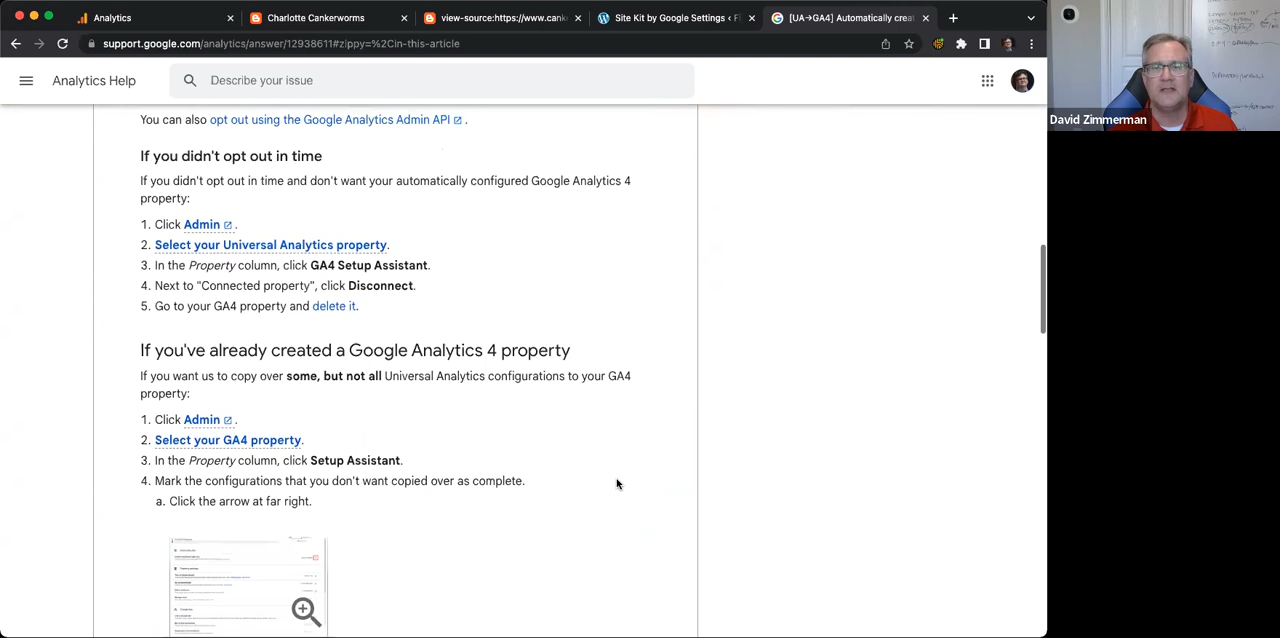 Analytics
Charlotte Cankerworms
view-source:https://www.cank
Site Kit by Google Settings ‹ Fl
[UA→GA4] Automatically creat
support.google.com/analytics/answer/12938611#zippy=%2Cin-this-article
Analytics Help
Describe your issue
David Zimmerman
You can also opt out using the Google Analytics Admin API .
If you didn't opt out in time
If you didn't opt out in time and don't want your automatically configured Google Analytics 4
property:
1. Click Admin .
2. Select your Universal Analytics property.
3. In the Property column, click GA4 Setup Assistant.
4. Next to "Connected property", click Disconnect.
5. Go to your GA4 property and delete it.
If you've already created a Google Analytics 4 property
If you want us to copy over some, but not all Universal Analytics configurations to your GA4
property:
1. Click Admin .
2. Select your GA4 property.
3. In the Property column, click Setup Assistant.
4. Mark the configurations that you don't want copied over as complete.
a. Click the arrow at far right.